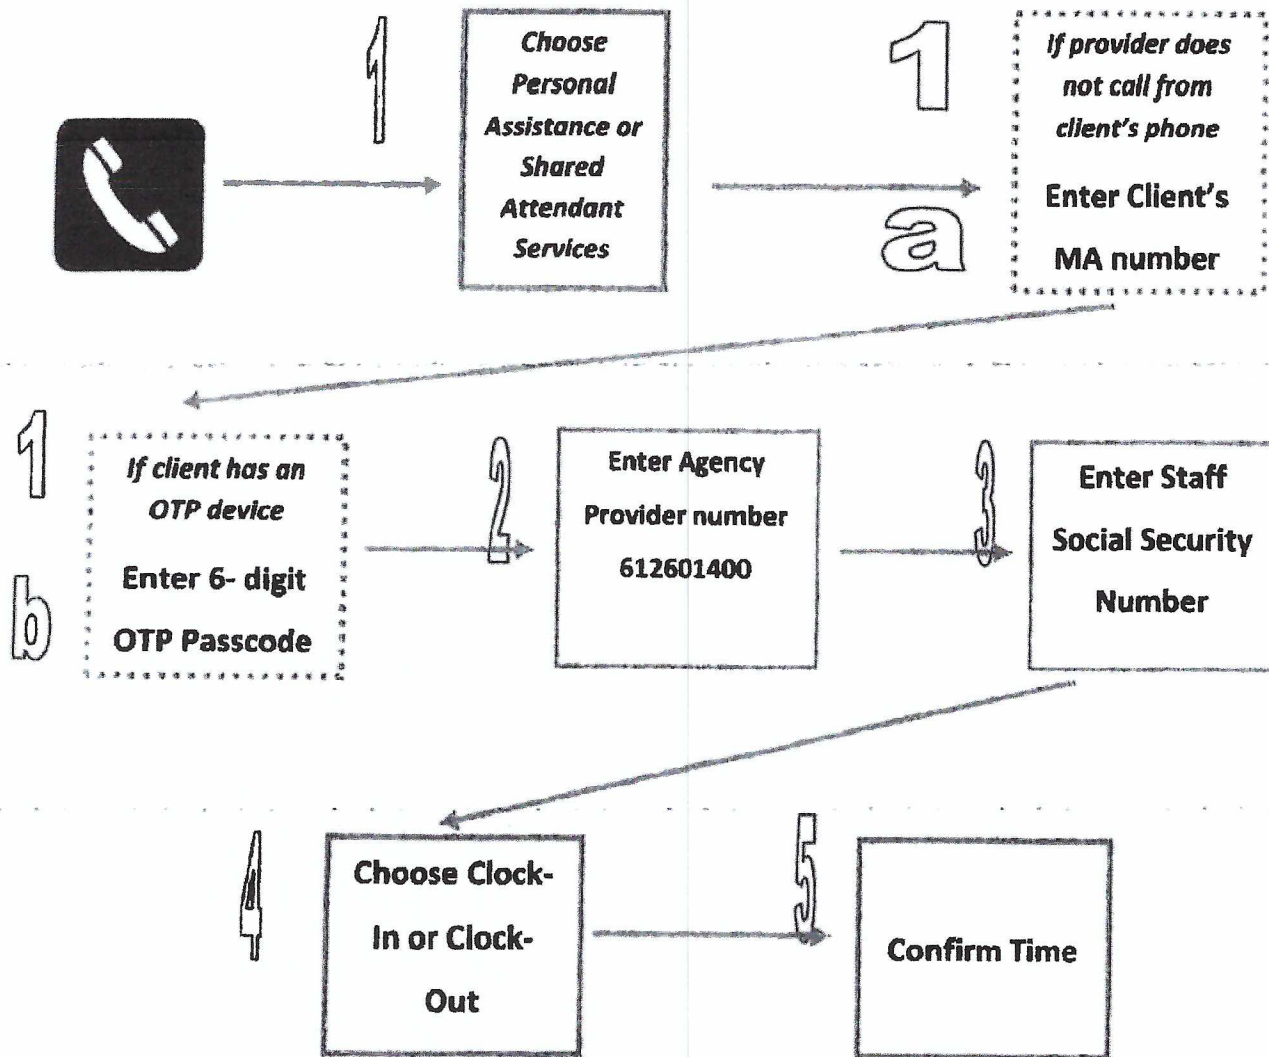 1
Choose
Personal
Assistance or
Shared
Attendant
Services
1
a
If provider does
not call from
client's phone
Enter Client's
MA number
1
b
If client has an
OTP device
Enter 6- digit
OTP Passcode
2
Enter Agency
Provider number
612601400
3
Enter Staff
Social Security
Number
4
Choose Clock-
In or Clock-
Out
5
Confirm Time